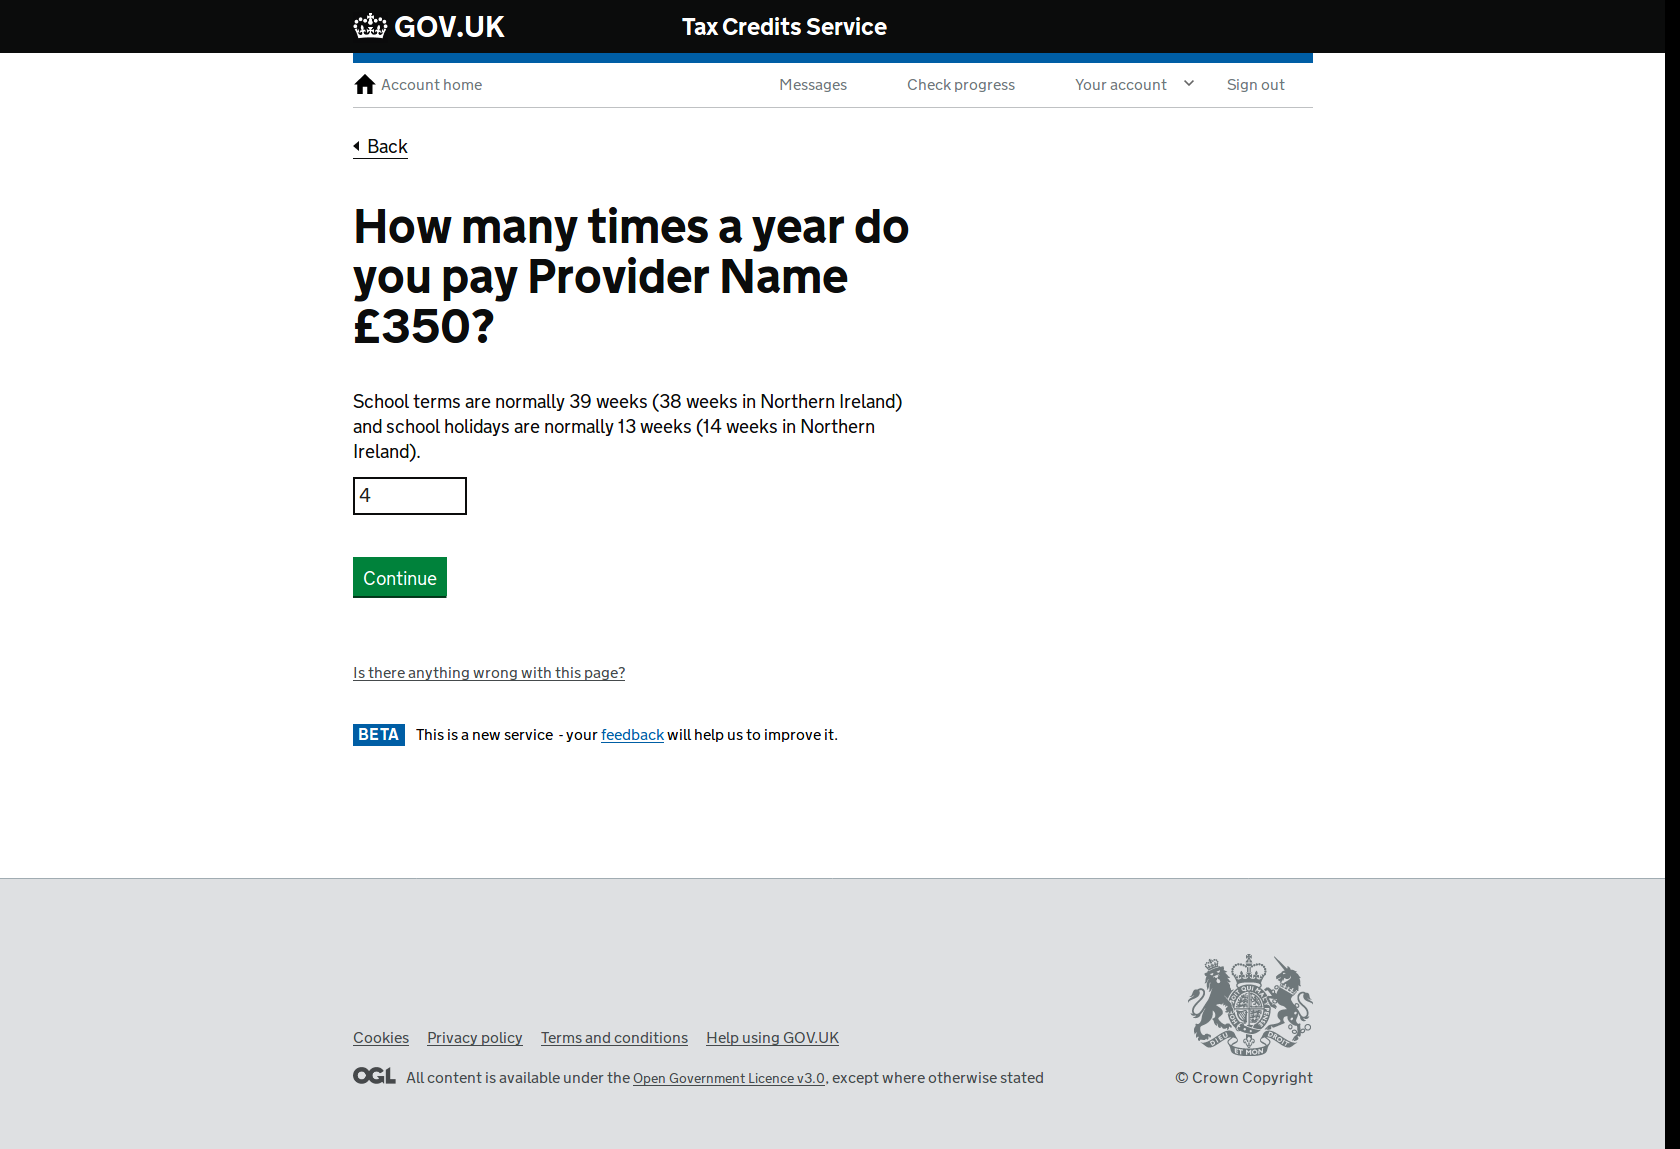 GOV.UK
Tax Credits Service
Account home
Messages
Check progress
Your account
Sign out
Back
How many times a year do
you pay Provider Name
£350?
School terms are normally 39 weeks (38 weeks in Northern Ireland)
and school holidays are normally 13 weeks (14 weeks in Northern
Ireland).
4
Continue
Is there anything wrong with this page?
BETA This is a new service - your feedback will help us to improve it.
Cookies Privacy policy Terms and conditions Help using GOV.UK
OGL All content is available under the Open Government Licence v3.0, except where otherwise stated
DIEU ET MON DROIT
© Crown Copyright